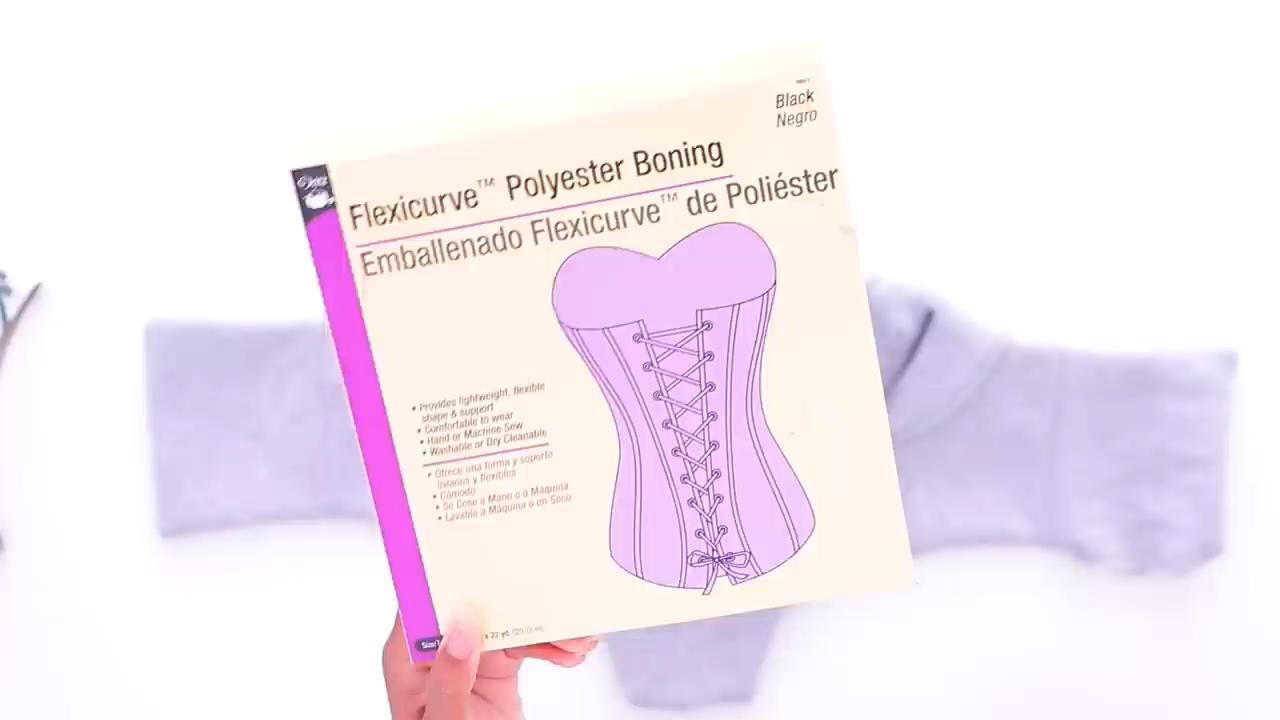 Black
Negro
Flexicurve™ Polyester Boning
Emballenado Flexicurve™ de Poliéster
• Provides lightweight, flexible
shape & support
• Comfortable to wear
• Hand or Machine Sew
• Washable or Dry Cleanable
• Ofrece una forma y soporte
livianos y flexibles
• Cómodo
• Se Cose a Mano o a Máquina
• Lavable a Máquina o en Seco
x 22 yd.